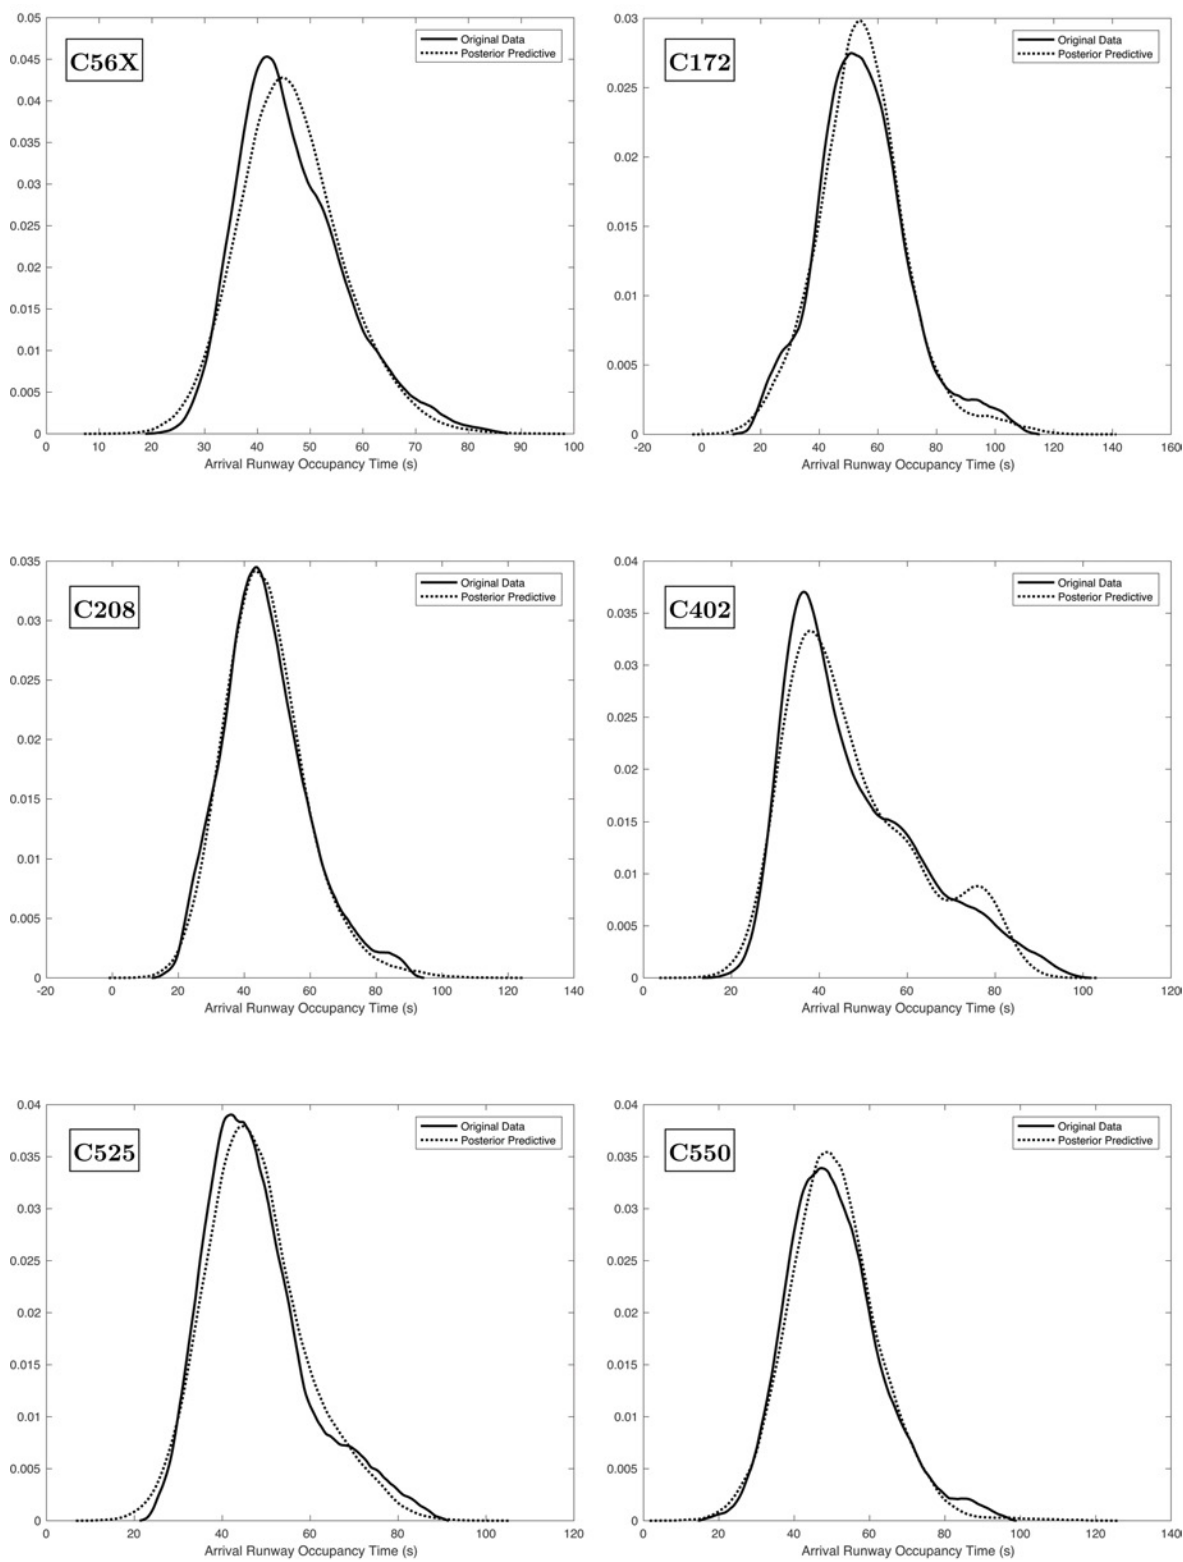 C56X
Original Data
Posterior Predictive
0.05
0.045
0.04
0.035
0.03
0.025
0.02
0.015
0.01
0.005
0
0 10 20 30 40 50 60 70 80 90 100
Arrival Runway Occupancy Time (s)
C172
Original Data
Posterior Predictive
0.03
0.025
0.02
0.015
0.01
0.005
0
-20 0 20 40 60 80 100 120 140 160
Arrival Runway Occupancy Time (s)
C208
Original Data
Posterior Predictive
0.035
0.03
0.025
0.02
0.015
0.01
0.005
0
-20 0 20 40 60 80 100 120 140
Arrival Runway Occupancy Time (s)
C402
Original Data
Posterior Predictive
0.04
0.035
0.03
0.025
0.02
0.015
0.01
0.005
0
0 20 40 60 80 100 120
Arrival Runway Occupancy Time (s)
C525
Original Data
Posterior Predictive
0.04
0.035
0.03
0.025
0.02
0.015
0.01
0.005
0
0 20 40 60 80 100 120
Arrival Runway Occupancy Time (s)
C550
Original Data
Posterior Predictive
0.04
0.035
0.03
0.025
0.02
0.015
0.01
0.005
0
0 20 40 60 80 100 120 140
Arrival Runway Occupancy Time (s)